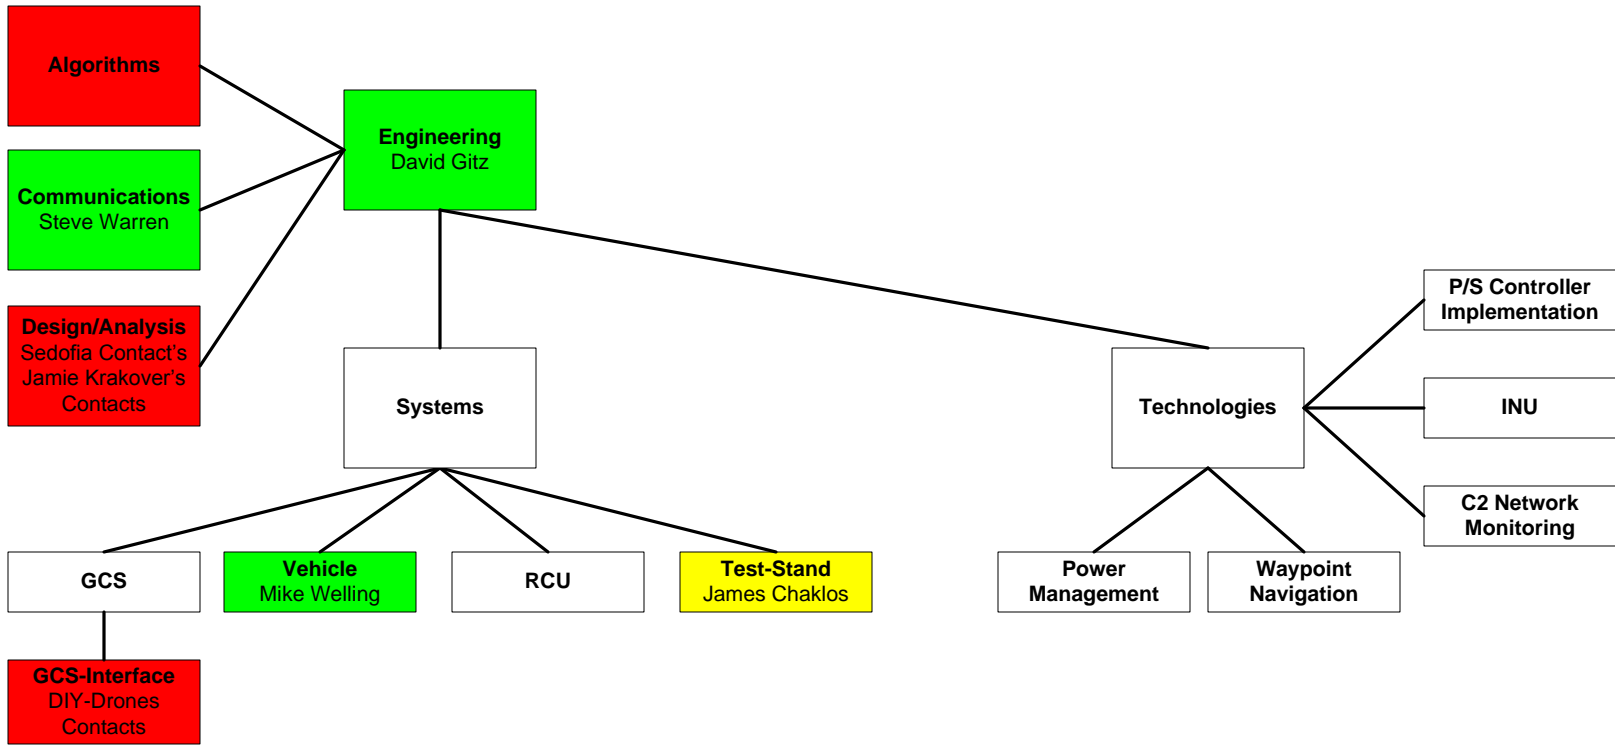 Algorithms
Engineering
David Gitz
Communications
Steve Warren
Design/Analysis
Sedofia Contact's
Jamie Krakover's
Contacts
Systems
Technologies
P/S Controller
Implementation
INU
C2 Network
Monitoring
GCS
Vehicle
Mike Welling
RCU
Test-Stand
James Chaklos
Power
Management
Waypoint
Navigation
GCS-Interface
DIY-Drones
Contacts